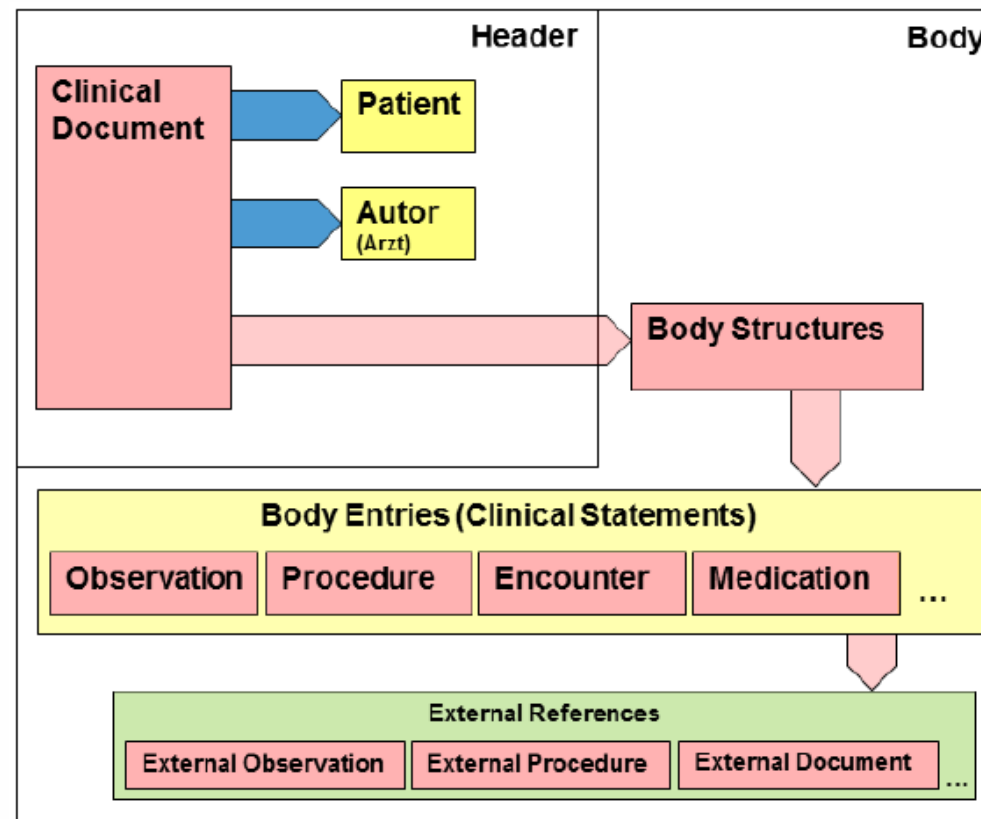 Header
Body
Clinical
Document
Patient
Autor
(Arzt)
Body Structures
Body Entries (Clinical Statements)
Observation
Procedure
Encounter
Medication
...
External References
External Observation
External Procedure
External Document
...